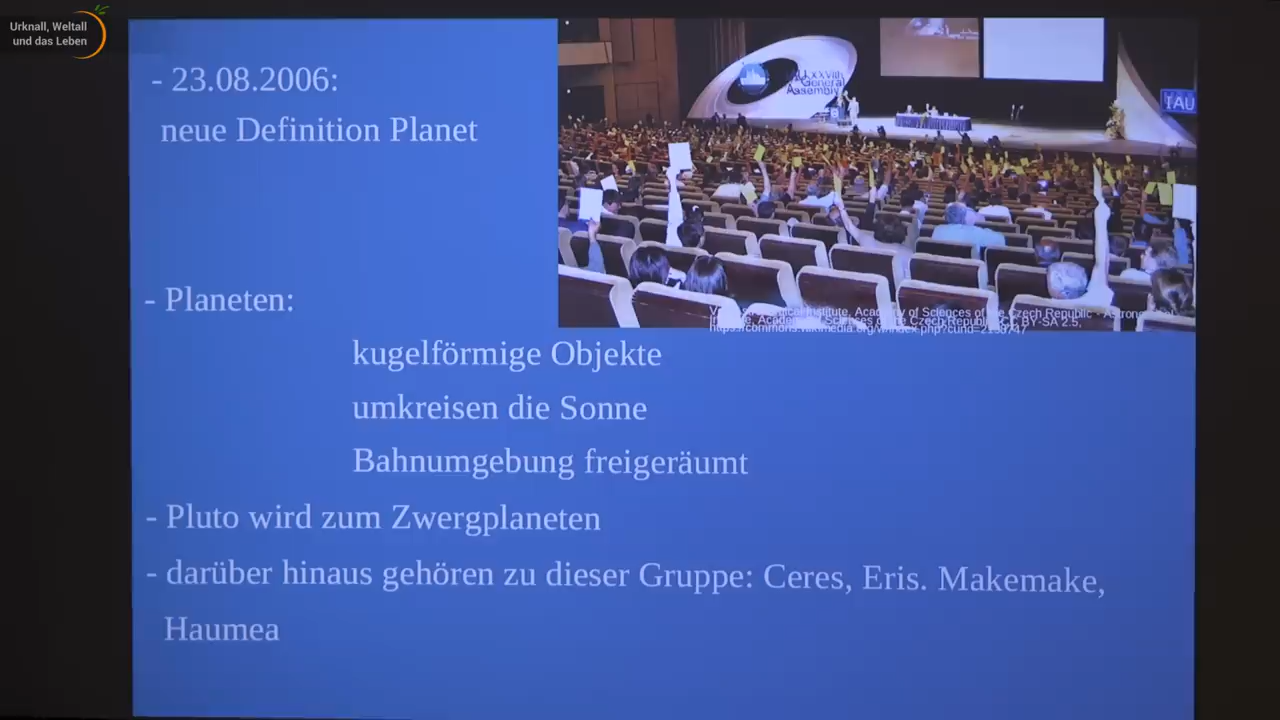 Urknall, Weltall
und das Leben
- 23.08.2006:
neue Definition Planet
General
Assembly
IAU
- Planeten:
kugelförmige Objekte
umkreisen die Sonne
Bahnumgebung freigeräumt
- Pluto wird zum Zwergplaneten
- darüber hinaus gehören zu dieser Gruppe: Ceres, Eris. Makemake,
Haumea